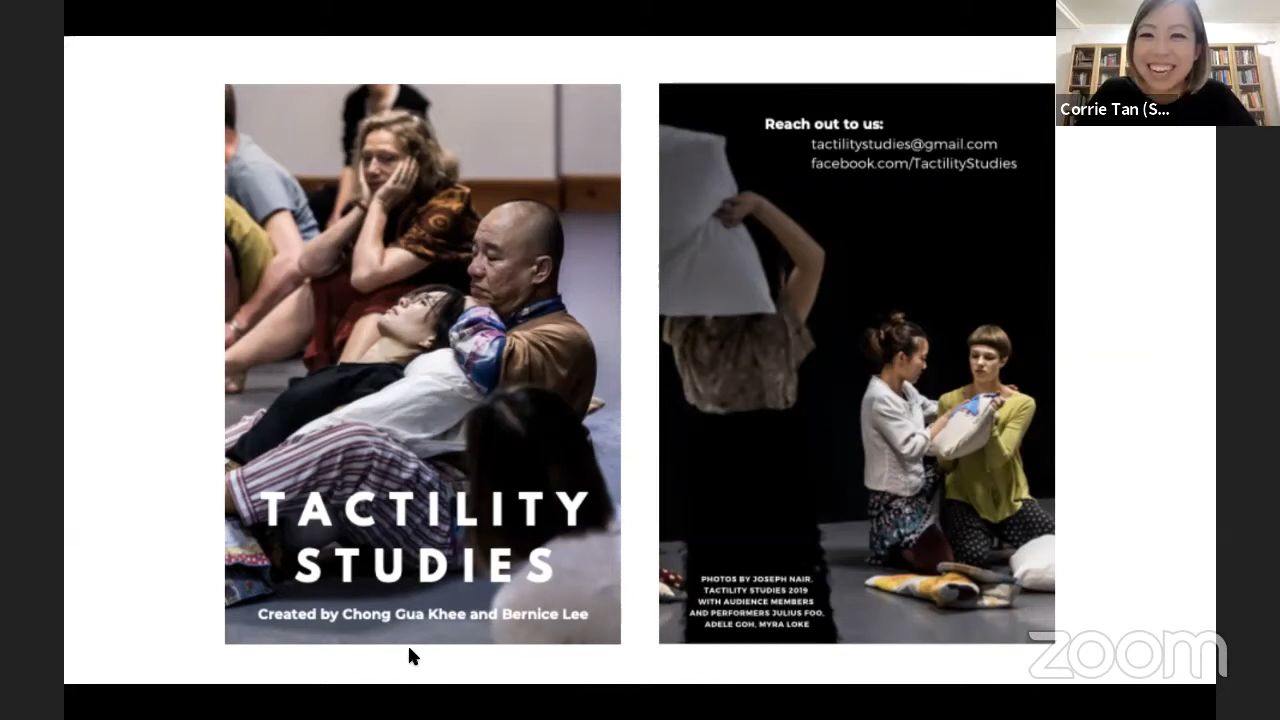 Corrie Tan (S...
Reach out to us:
tactilitystudies@gmail.com
facebook.com/TactilityStudies
TACTILITY
STUDIES
Created by Chong Gua Khee and Bernice Lee
PHOTOS BY JOSEPH NAIR,
TACTILITY STUDIES 2019
WITH AUDIENCE MEMBERS
AND PERFORMERS JULIUS FOO,
ADELE GOH, MYRA LOKE
zoom